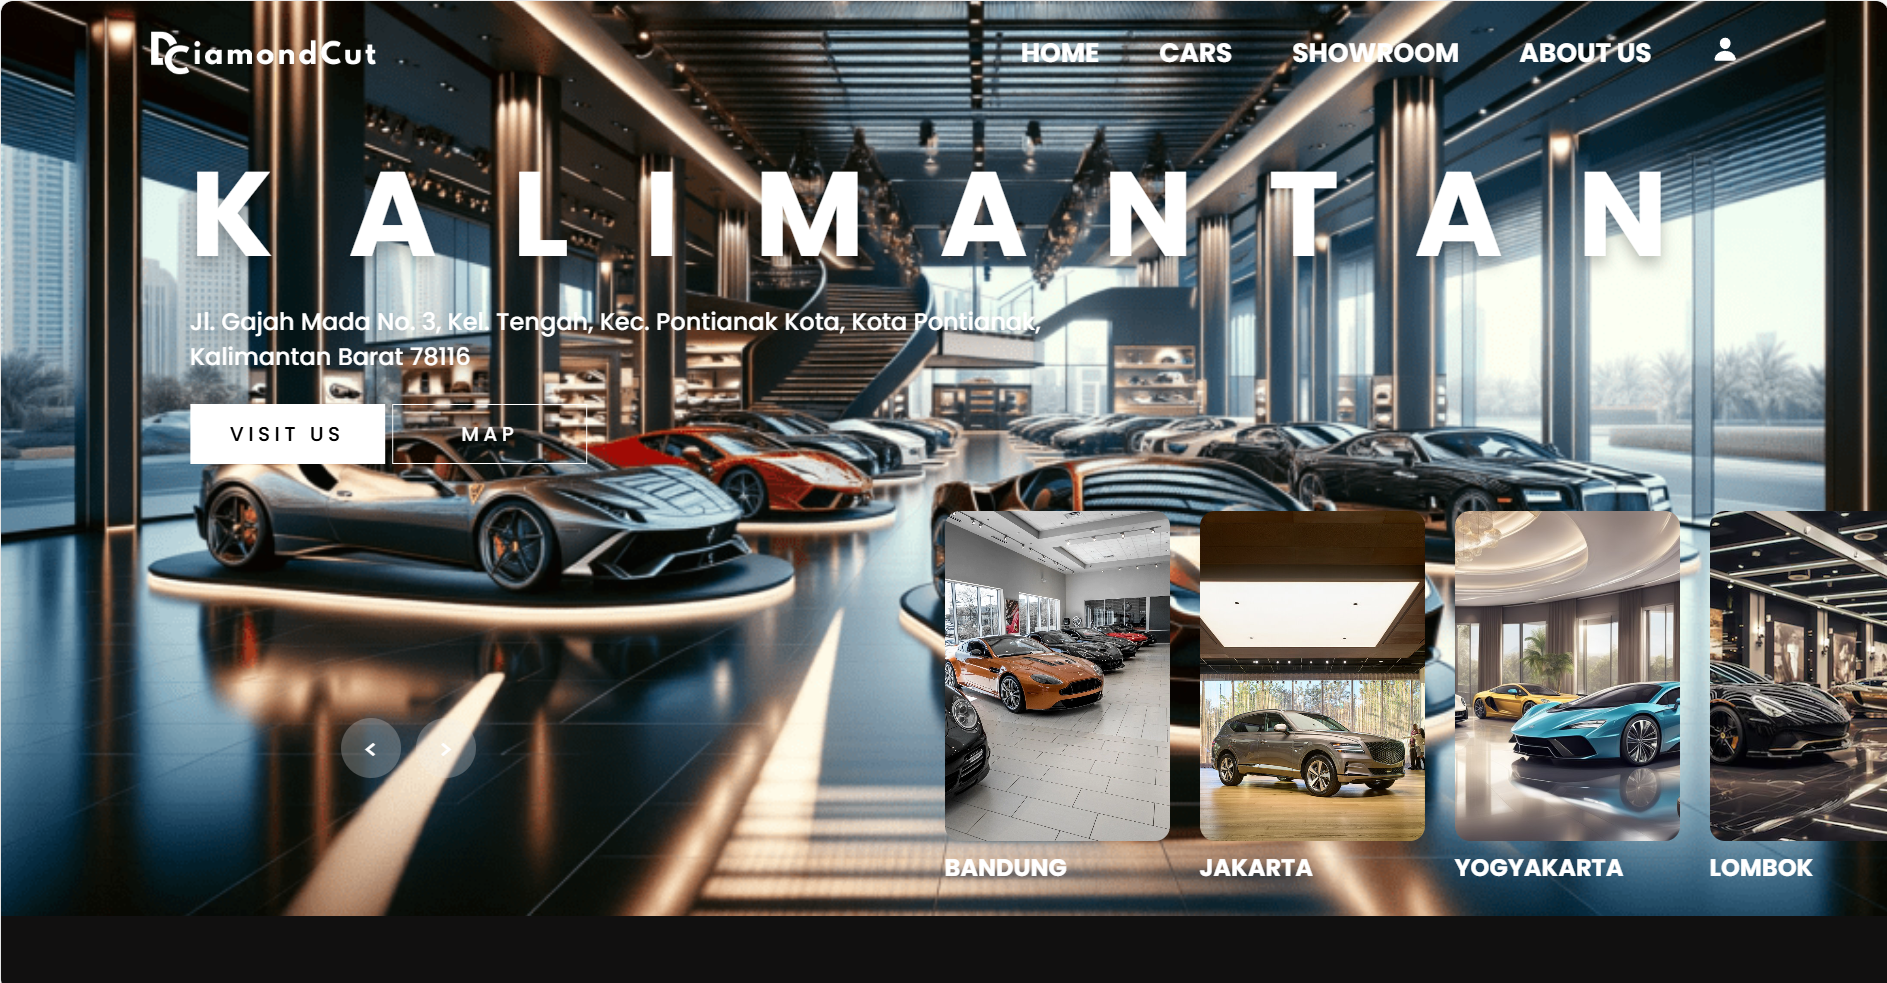 DCiamondCut
HOME CARS SHOWROOM ABOUT US
KALIMANTAN
Jl. Gajah Mada No. 3, Kel. Tengah, Kec. Pontianak Kota, Kota Pontianak,
Kalimantan Barat 78116
VISIT US MAP
BANDUNG JAKARTA YOGYAKARTA LOMBOK